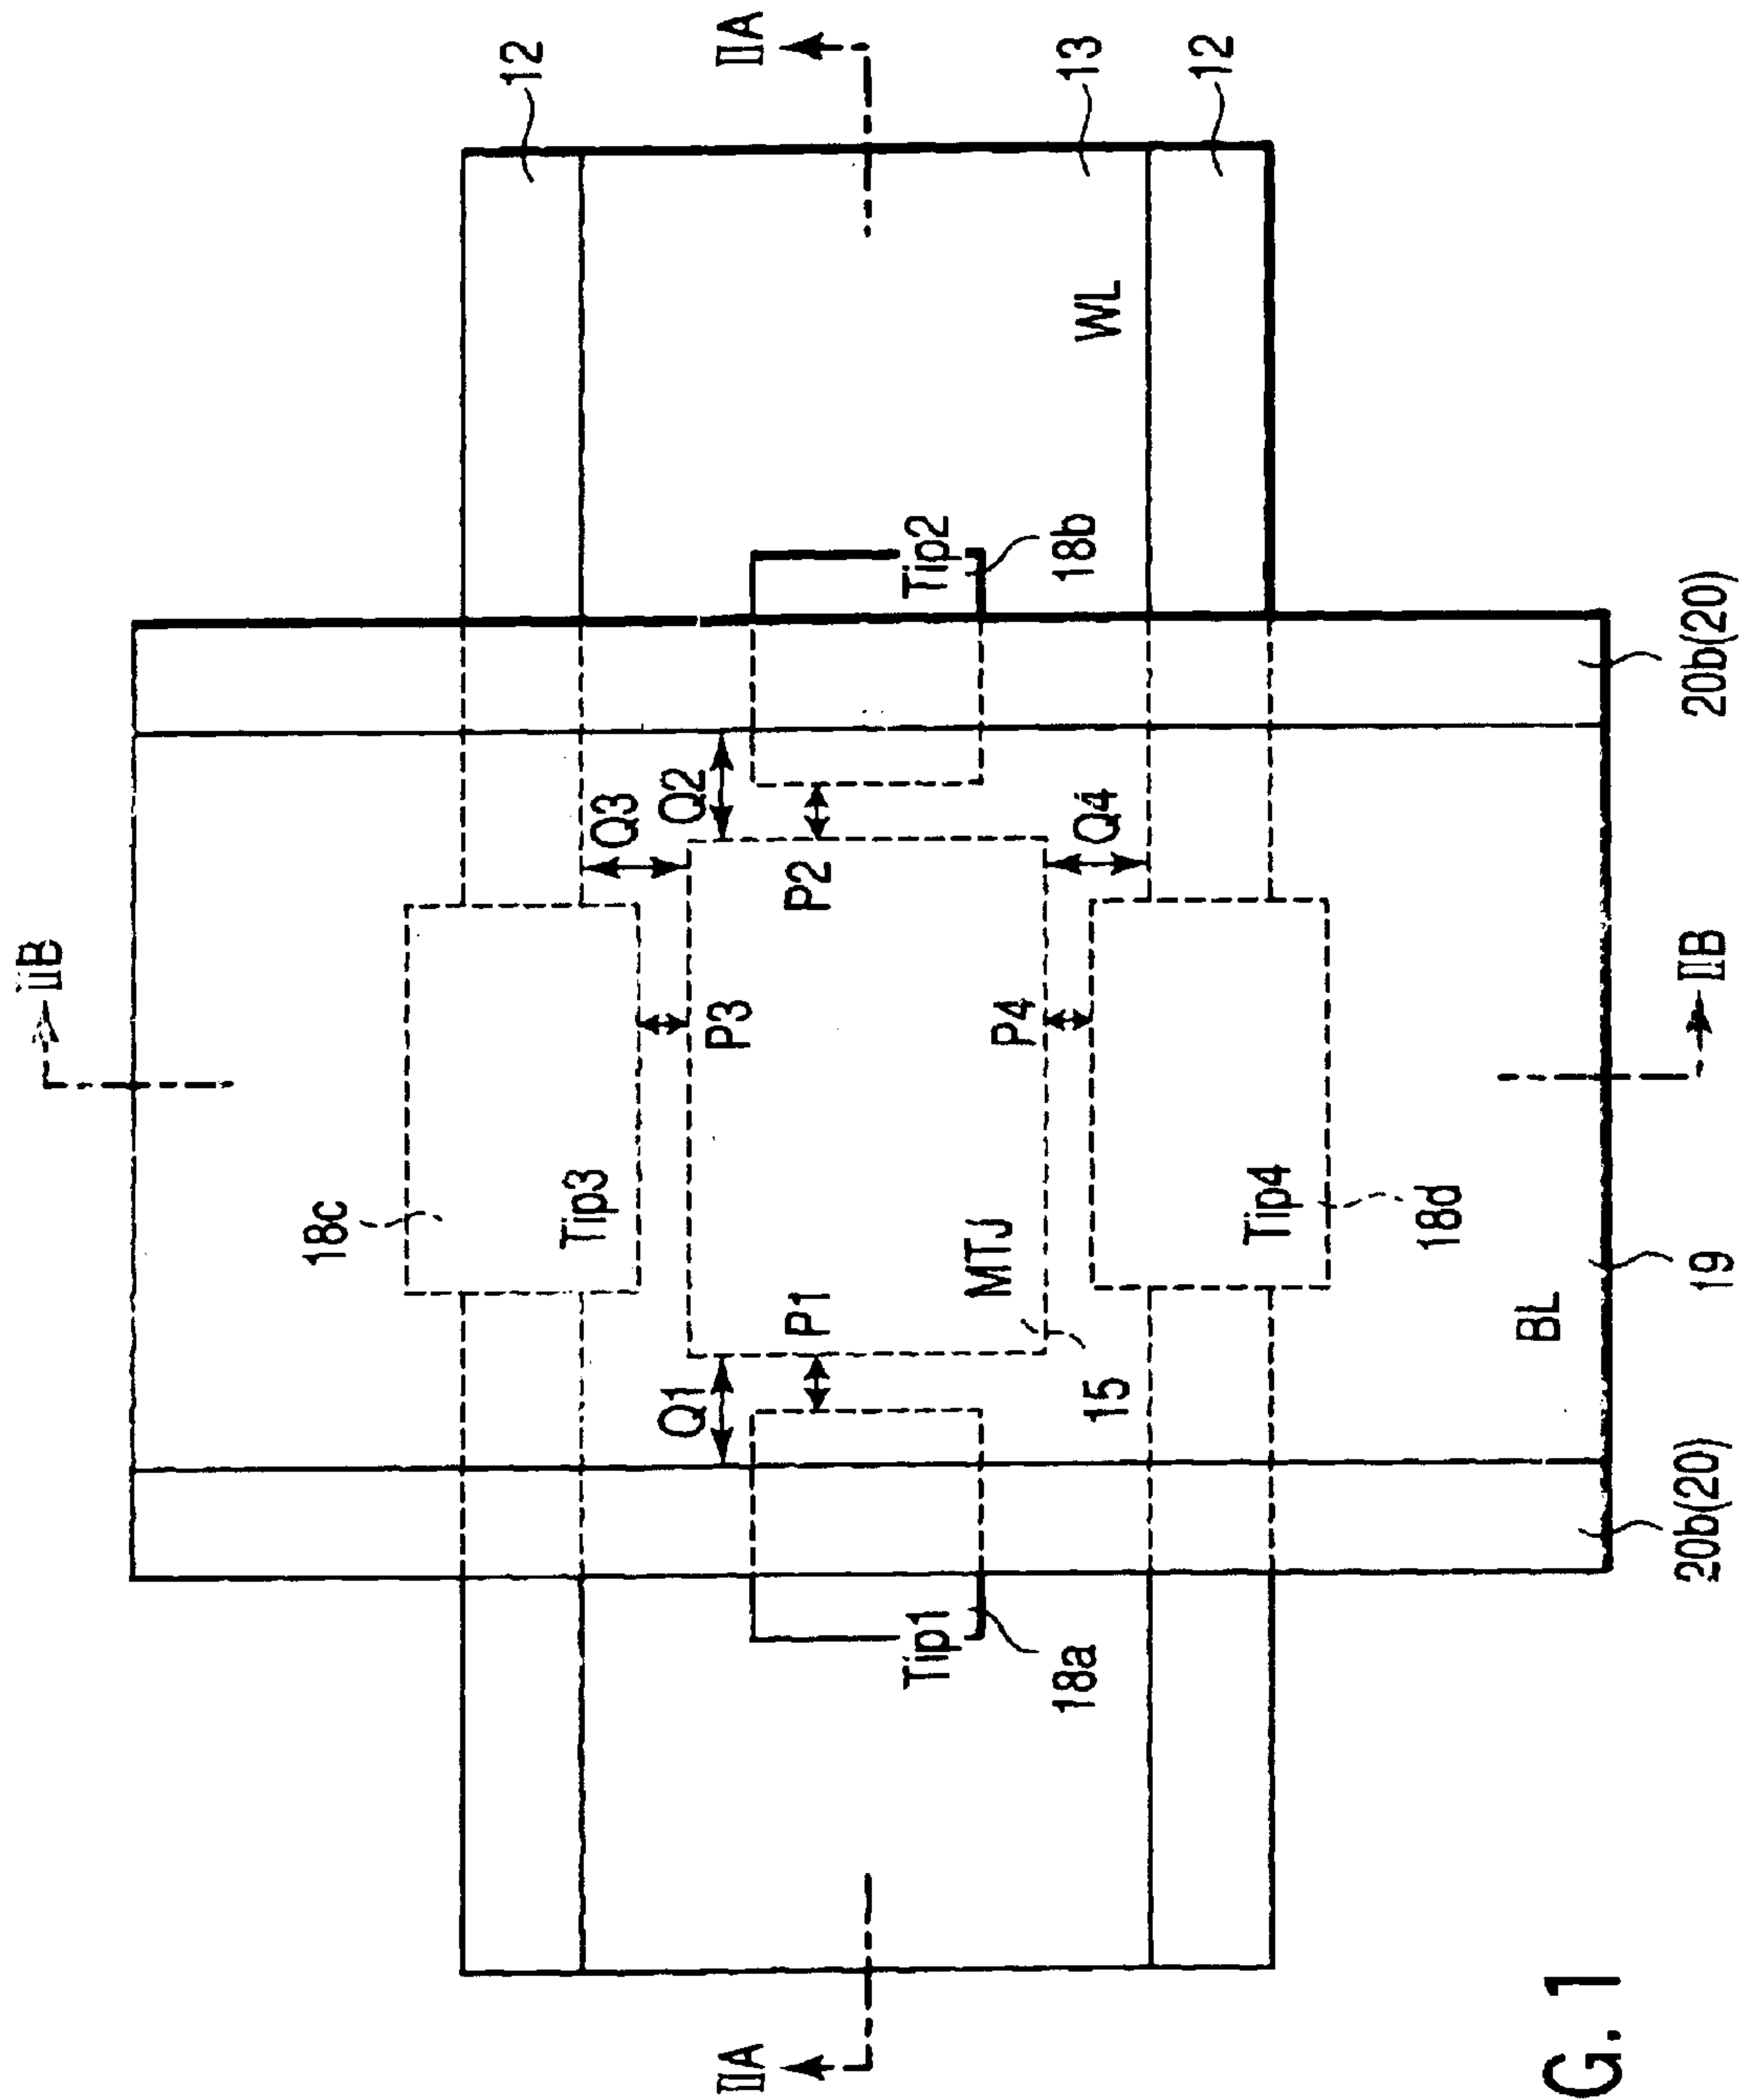 IIB
18c
Tip3
12
IIA
IIA
Q1
Q3
Q2
P3
P1
P2
Tip1
18a
MTJ
15
P4
Q4
Tip2
18b
WL
13
12
Tip4
18d
BL
19
20b(20)
20b(20)
IIB
G. 1